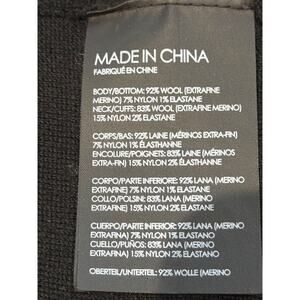 MADE IN CHINA
FABRIQUÉ EN CHINE
BODY/BOTTOM: 92% WOOL (EXTRAFINE
MERINO) 7% NYLON 1% ELASTANE
NECK/CUFFS: 83% WOOL (EXTRAFINE MERINO)
15% NYLON 2% ELASTANE
CORPS/BAS: 92% LAINE (MÉRINOS EXTRA-FIN)
7% NYLON 1% ÉLASTHANNE
ENCOLURE/POIGNETS: 83% LAINE (MÉRINOS
EXTRA-FIN) 15% NYLON 2% ÉLASTHANNE
CORPO/PARTE INFERIORE: 92% LANA (MERINO
EXTRAFINE) 7% NYLON 1% ELASTANE
COLLO/POLSINI: 83% LANA (MERINO
EXTRAFINE) 15% NYLON 2% ELASTANE
CUERPO/PARTE INFERIOR: 92% LANA (MERINO
EXTRAFINA) 7% NYLON 1% ELASTANO
CUELLO/PUÑOS: 83% LANA (MERINO
EXTRAFINA) 15% NYLON 2% ELASTANO
OBERTEIL/UNTERTEIL: 92% WOLLE (MERINO